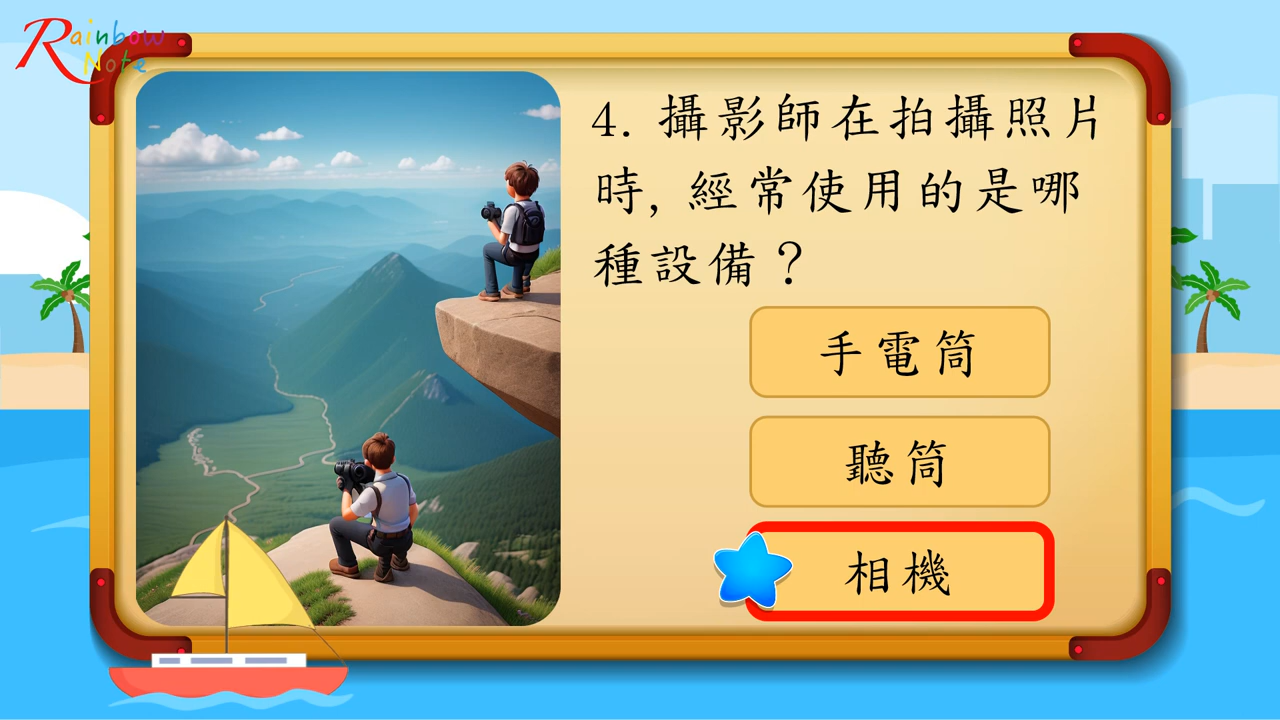 Rainbow
Note
4. 攝影師在拍攝照片
時, 經常使用的是哪
種設備？
手電筒
聽筒
相機